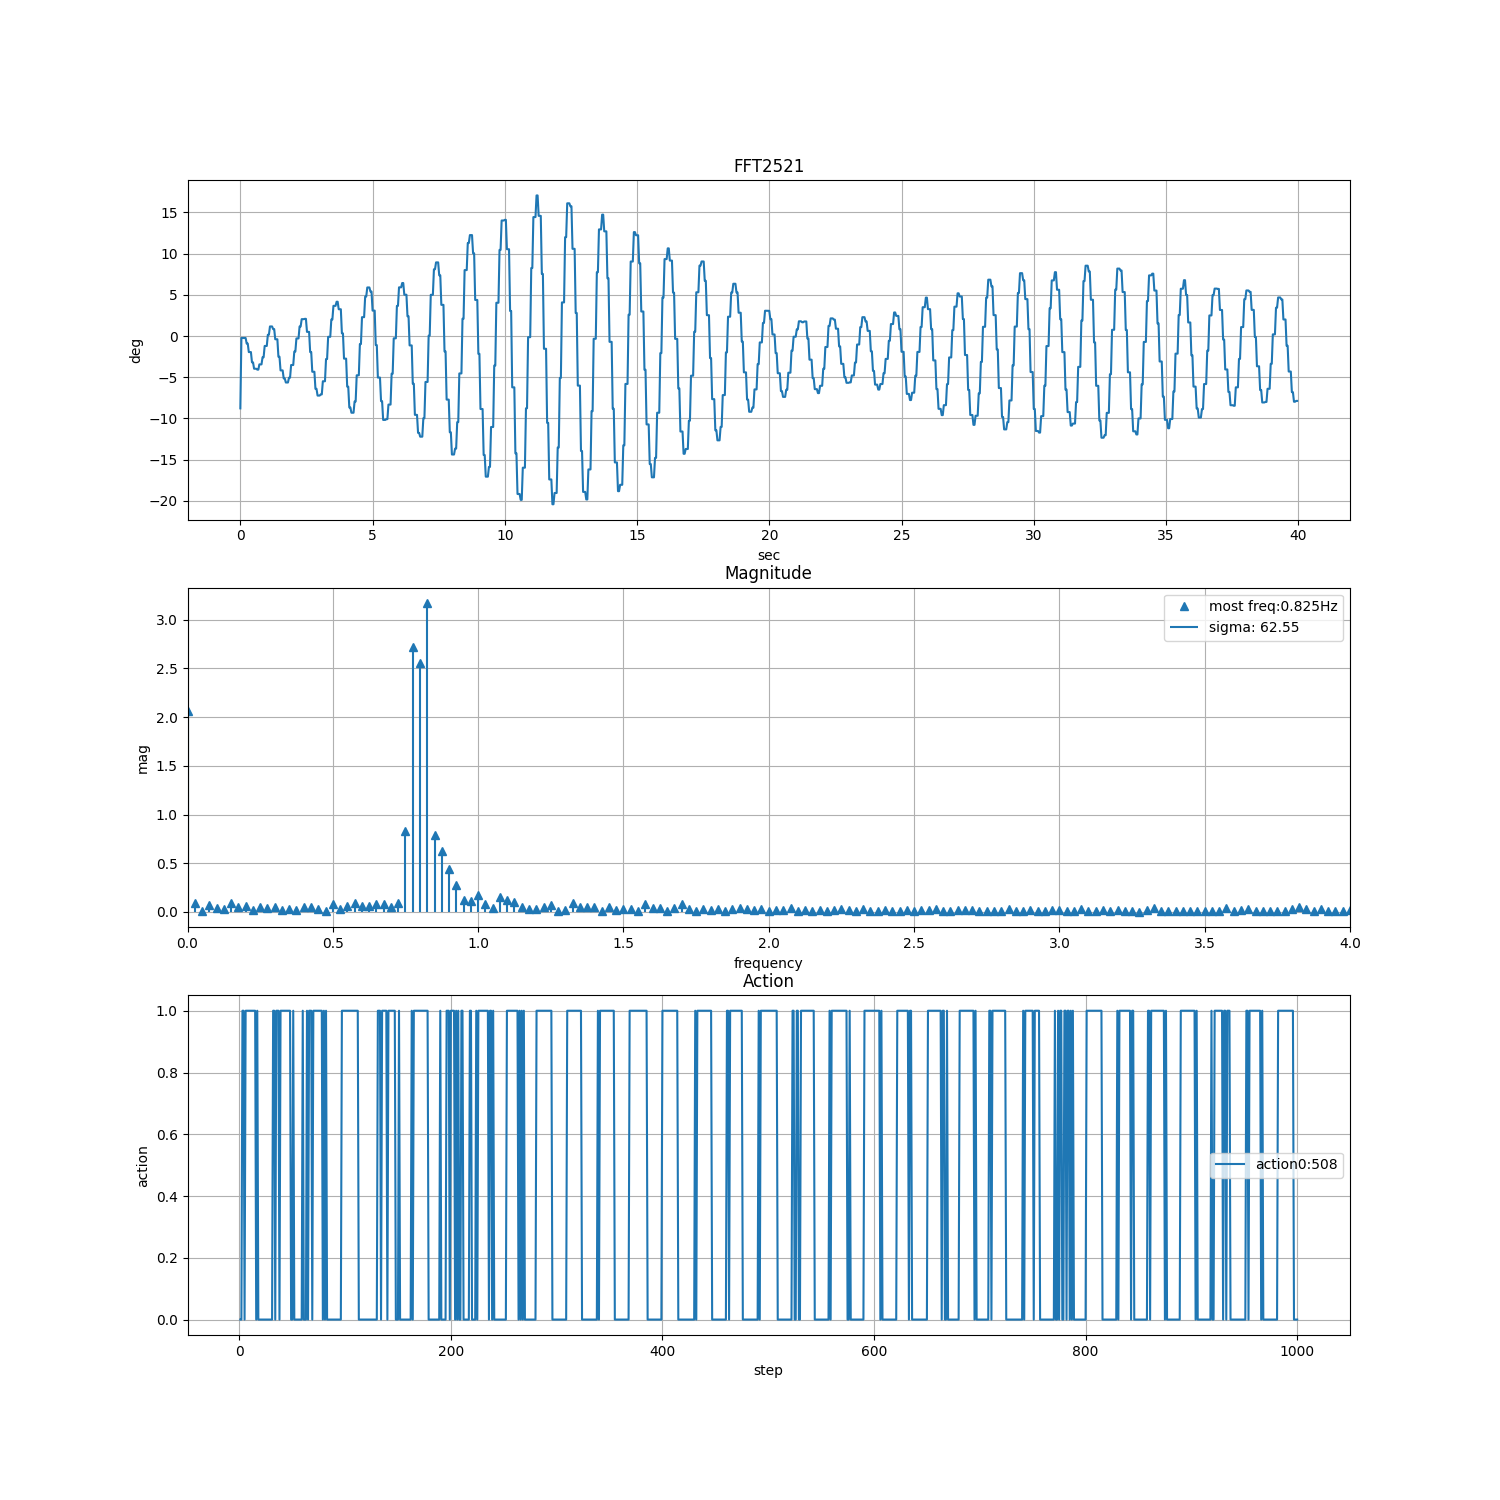 FFT2521
15
10
5
0
−5
−10
−15
−20
deg
0 5 10 15 20 25 30 35 40
sec
Magnitude
most freq:0.825Hz
sigma: 62.55
3.0
2.5
2.0
1.5
1.0
0.5
0.0
mag
0.0 0.5 1.0 1.5 2.0 2.5 3.0 3.5 4.0
frequency
Action
1.0
0.8
0.6
0.4
0.2
0.0
action
action0:508
0 200 400 600 800 1000
step